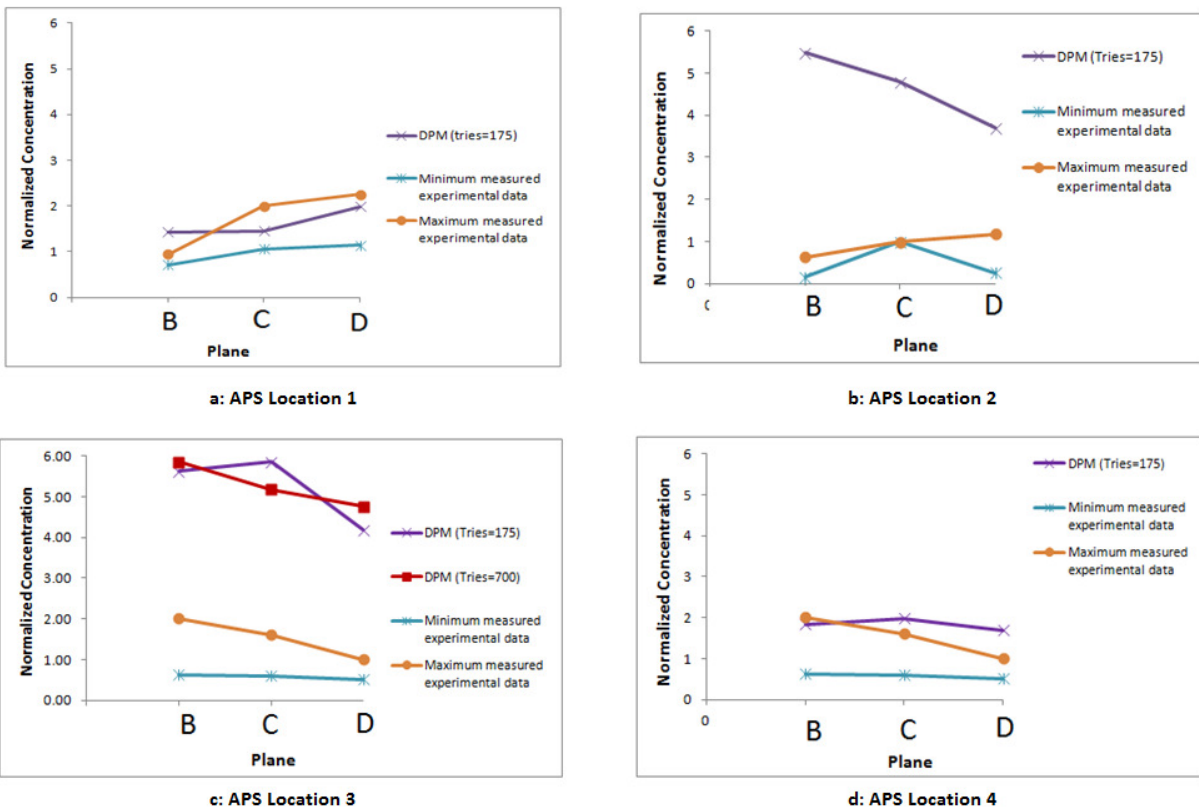 6
5
4
3
2
1
0
Normalized Concentration
B C D
Plane
DPM (tries=175)
Minimum measured
experimental data
Maximum measured
experimental data
a: APS Location 1
6
5
4
3
2
1
0
0
Normalized Concentration
B C D
Plane
DPM (Tries=175)
Minimum measured
experimental data
Maximum measured
experimental data
b: APS Location 2
6.00
5.00
4.00
3.00
2.00
1.00
0.00
Normalized Concentration
B C D
Plane
DPM (Tries=175)
DPM (Tries=700)
Minimum measured
experimental data
Maximum measured
experimental data
c: APS Location 3
6
5
4
3
2
1
0
0
Normalized Concentration
B C D
Plane
DPM (Tries=175)
Minimum measured
experimental data
Maximum measured
experimental data
d: APS Location 4